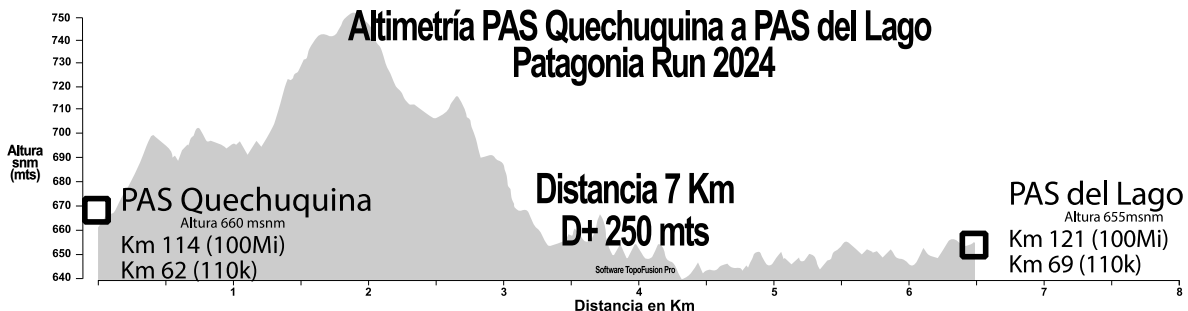 Altimetría PAS Quechuquina a PAS del Lago
Patagonia Run 2024
750
740
730
720
710
700
690
680
670
660
650
640
Altura
snm
(mts)
PAS Quechuquina
Altura 660 msnm
Km 114 (100Mi)
Km 62 (110k)
Distancia 7 Km
D+ 250 mts
Software TopoFusion Pro
PAS del Lago
Altura 655msnm
Km 121 (100Mi)
Km 69 (110k)
1 2 3 4 5 6 7 8
Distancia en Km